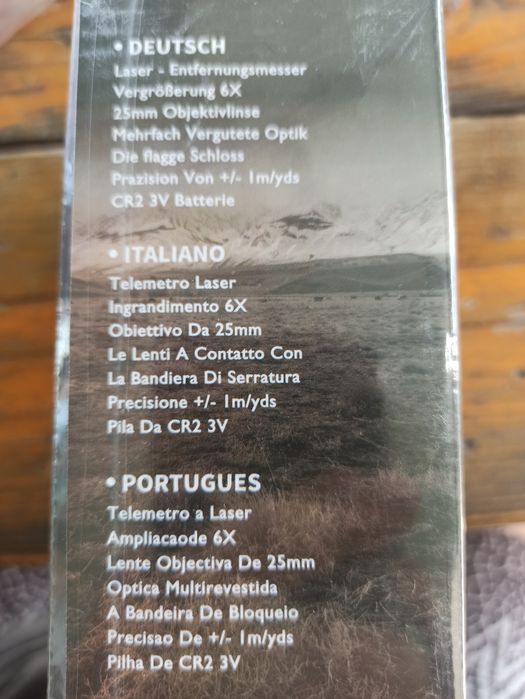 • DEUTSCH
Laser - Entfernungsmesser
Vergrößerung 6X
25mm Objektivlinse
Mehrfach Vergutete Optik
Die flagge Schloss
Prazision Von +/- 1m/yds
CR2 3V Batterie
• ITALIANO
Telemetro Laser
Ingrandimento 6X
Obiettivo Da 25mm
Le Lenti A Contatto Con
La Bandiera Di Serratura
Precisione +/- 1m/yds
Pila Da CR2 3V
• PORTUGUES
Telemetro a Laser
Ampliacaode 6X
Lente Objectiva De 25mm
Optica Multirevestida
A Bandeira De Bloqueio
Precisao De +/- 1m/yds
Pilha De CR2 3V